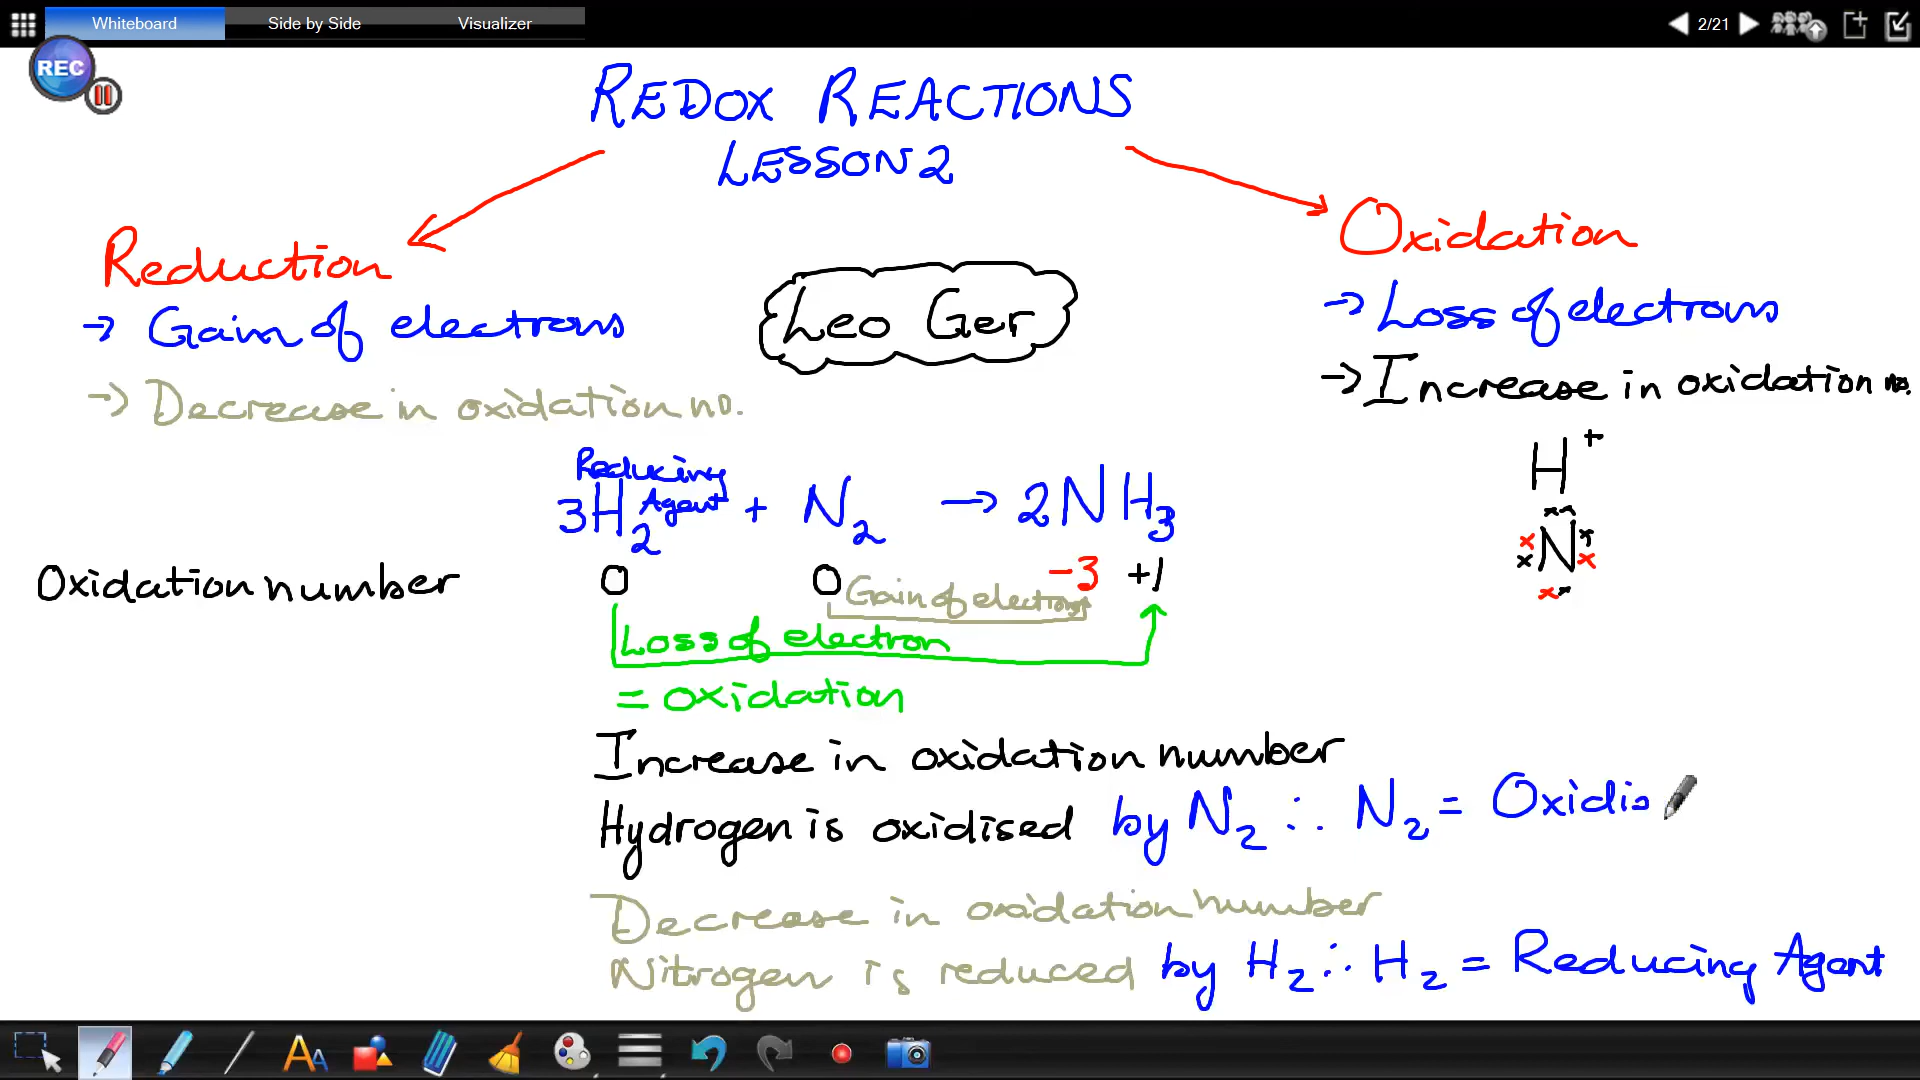 Whiteboard Side by Side Visualizer 2/21
REC
REDOX REACTIONS
LESSON 2
Reduction
→ Gain of electrons
→ Decrease in oxidation no.
Leo Ger
Oxidation
→ Loss of electrons
→ Increase in oxidation no.
H+
N
Reducing
Agent
3H2 + N2 → 2NH3
Oxidation number 0 0 -3 +1
Gain of electrons
Loss of electron
= oxidation
Increase in oxidation number
Hydrogen is oxidised by N2 ∴ N2 = Oxidis
Decrease in oxidation number
Nitrogen is reduced by H2 ∴ H2 = Reducing Agent